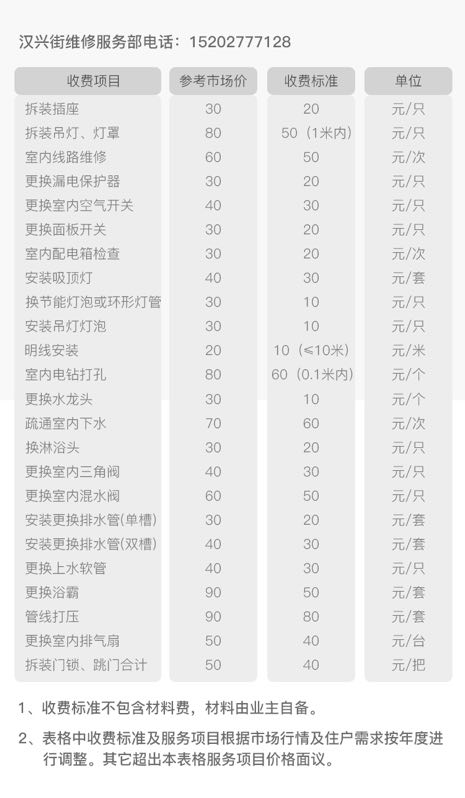 汉兴街维修服务部电话：15202777128
收费项目 参考市场价 收费标准 单位
拆装插座 30 20 元/只
拆装吊灯、灯罩 80 50（1米内） 元/只
室内线路维修 60 50 元/次
更换漏电保护器 30 20 元/只
更换室内空气开关 40 30 元/只
更换面板开关 30 20 元/只
室内配电箱检查 30 20 元/次
安装吸顶灯 40 30 元/套
换节能灯泡或环形灯管 30 10 元/只
安装吊灯灯泡 30 10 元/只
明线安装 20 10（≤10米） 元/米
室内电钻打孔 80 60（0.1米内） 元/个
更换水龙头 30 10 元/个
疏通室内下水 70 60 元/次
换淋浴头 30 20 元/只
更换室内三角阀 40 30 元/只
更换室内混水阀 60 50 元/只
安装更换排水管(单槽) 30 20 元/套
安装更换排水管(双槽) 40 30 元/套
更换上水软管 40 30 元/只
更换浴霸 90 50 元/套
管线打压 90 80 元/套
更换室内排气扇 50 40 元/台
拆装门锁、跳门合计 50 40 元/把
1、收费标准不包含材料费，材料由业主自备。
2、表格中收费标准及服务项目根据市场行情及住户需求按年度进
行调整。其它超出本表格服务项目价格面议。